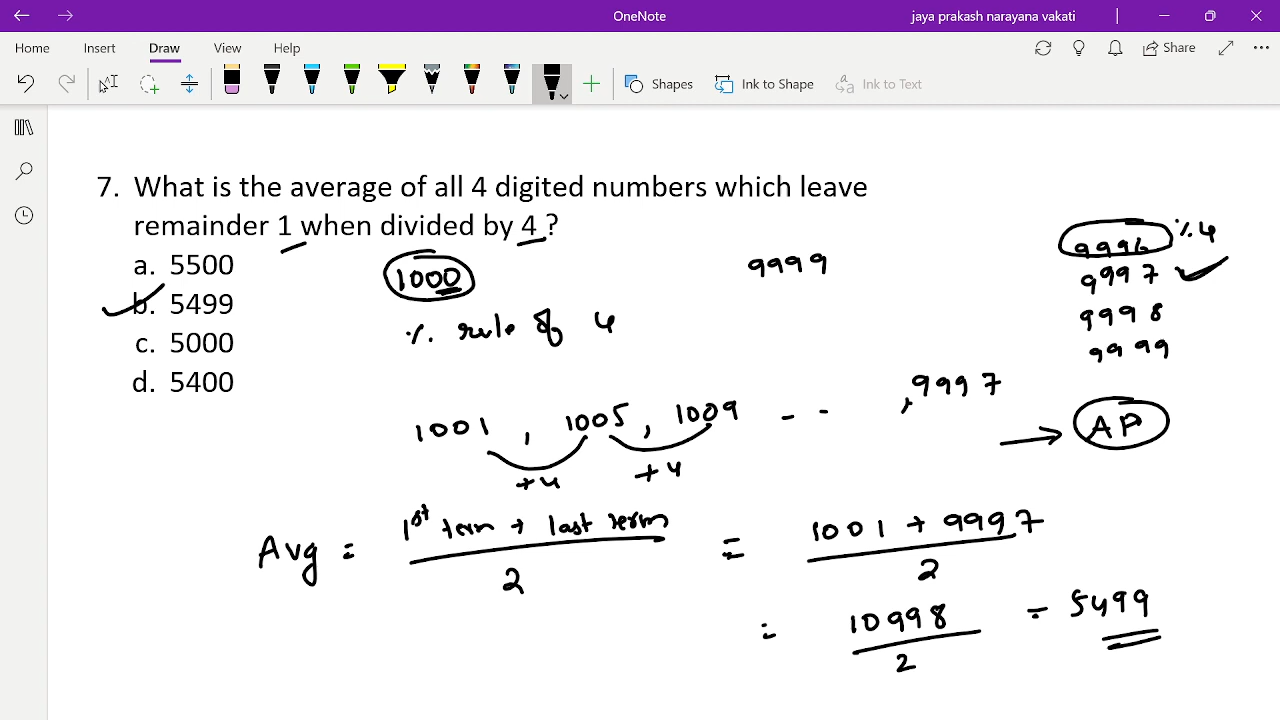 OneNote
jaya prakash narayana vakati
Home Insert Draw View Help
Share
Shapes Ink to Shape Ink to Text
7. What is the average of all 4 digited numbers which leave
remainder 1 when divided by 4 ?
a. 5500
b. 5499
c. 5000
d. 5400
1000
9999
9996 % 4
9997
9998
9999
% rule of 4
1001 , 1005 , 1009 - - , 9997
+4 +4
→ AP
Avg = 1st term + last term / 2 = 1001 + 9997 / 2
= 10998 / 2 = 5499